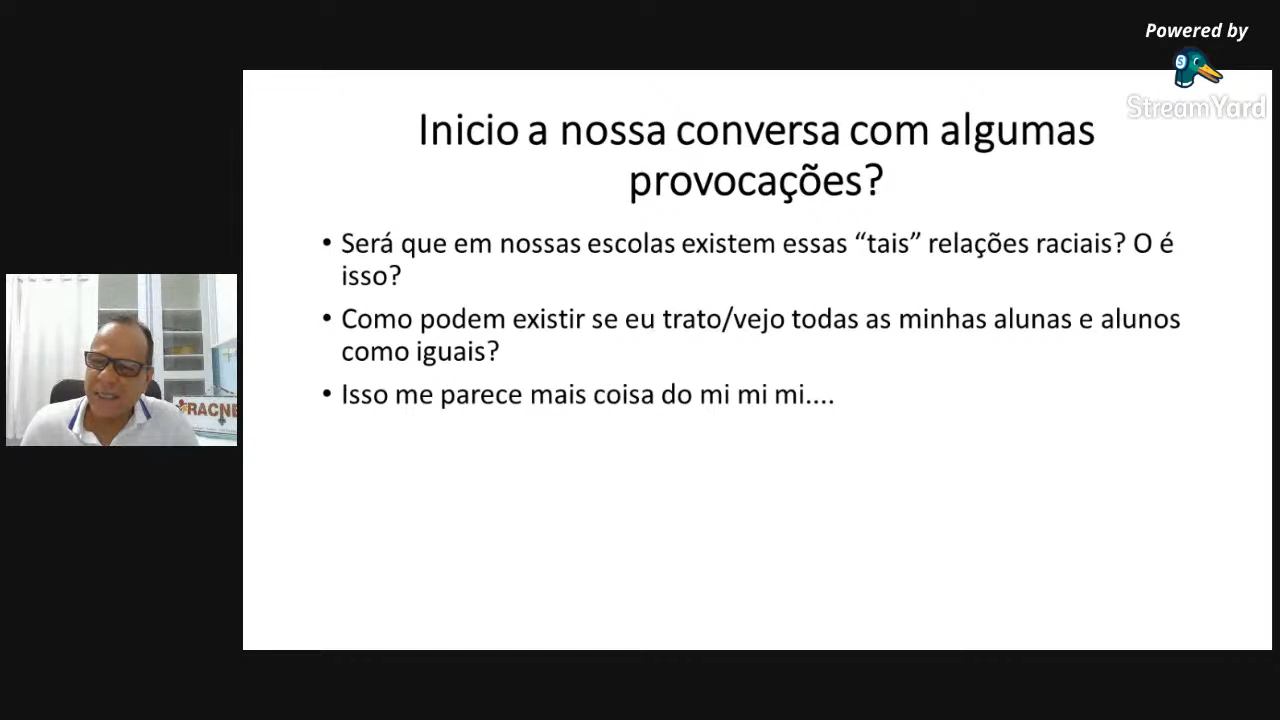 Powered by
StreamYard
Inicio a nossa conversa com algumas
provocações?
• Será que em nossas escolas existem essas “tais” relações raciais? O é
isso?
• Como podem existir se eu trato/vejo todas as minhas alunas e alunos
como iguais?
• Isso me parece mais coisa do mi mi mi....
RACNE